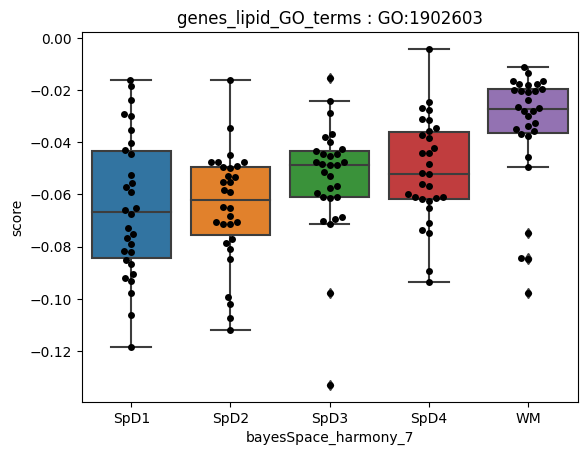 genes_lipid_GO_terms : GO:1902603
0.00
−0.02
−0.04
−0.06
−0.08
−0.10
−0.12
score
SpD1 SpD2 SpD3 SpD4 WM
bayesSpace_harmony_7